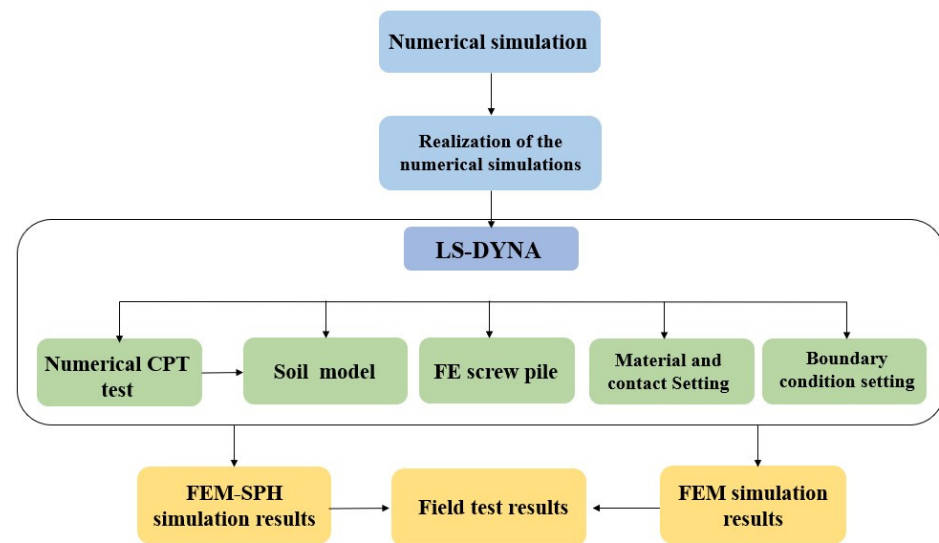 Numerical simulation
Realization of the
numerical simulations
LS-DYNA
Numerical CPT
test
Soil model
FE screw pile
Material and
contact Setting
Boundary
condition setting
FEM-SPH
simulation results
Field test results
FEM simulation
results